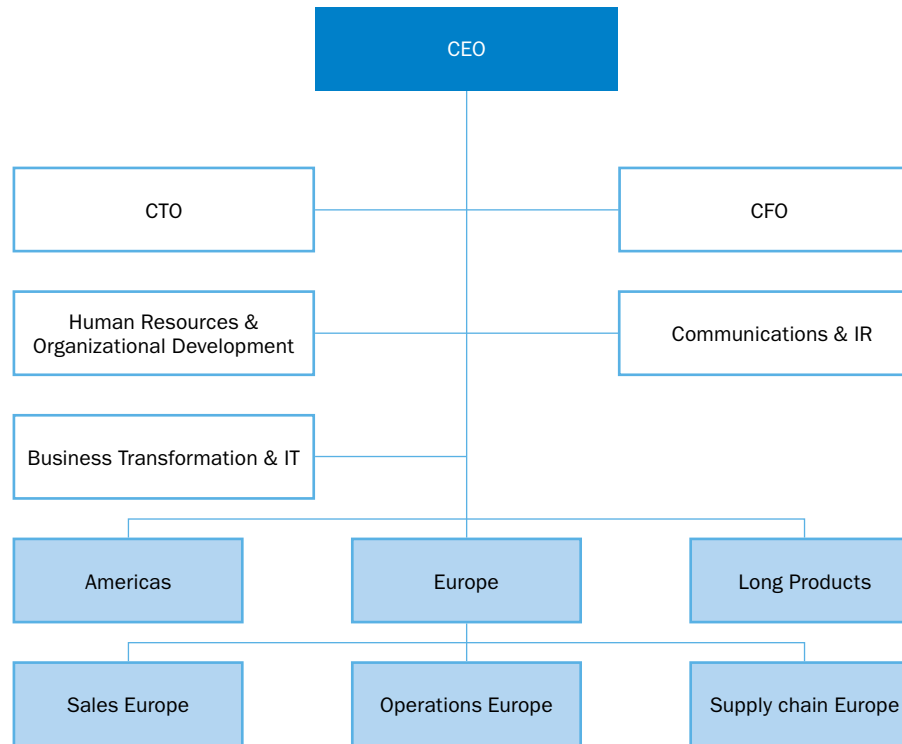 CEO
CTO
CFO
Human Resources &
Organizational Development
Communications & IR
Business Transformation & IT
Americas
Europe
Long Products
Sales Europe
Operations Europe
Supply chain Europe